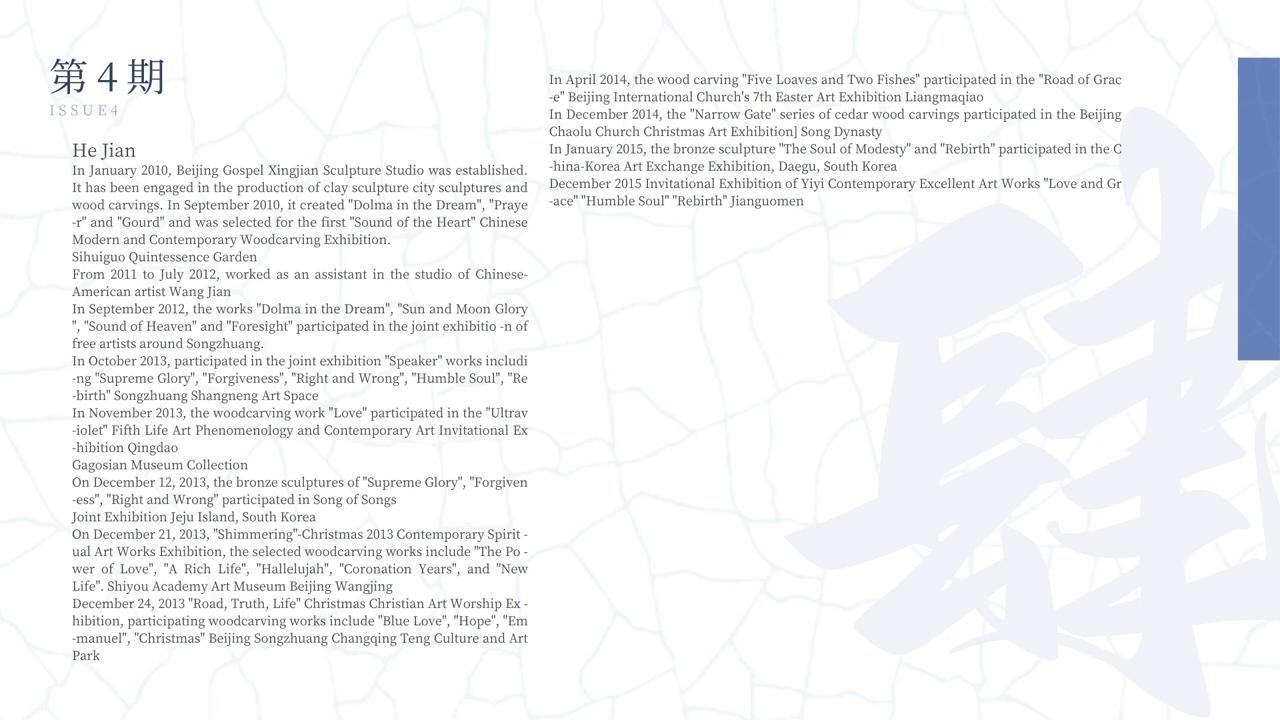 第4期
ISSUE4
He Jian
In January 2010, Beijing Gospel Xingjian Sculpture Studio was established.
It has been engaged in the production of clay sculpture city sculptures and
wood carvings. In September 2010, it created "Dolma in the Dream", "Praye
-r" and "Gourd" and was selected for the first "Sound of the Heart" Chinese
Modern and Contemporary Woodcarving Exhibition.
Sihuiguo Quintessence Garden
From 2011 to July 2012, worked as an assistant in the studio of Chinese-
American artist Wang Jian
In September 2012, the works "Dolma in the Dream", "Sun and Moon Glory
", "Sound of Heaven" and "Foresight" participated in the joint exhibitio -n of
free artists around Songzhuang.
In October 2013, participated in the joint exhibition "Speaker" works includi
-ng "Supreme Glory", "Forgiveness", "Right and Wrong", "Humble Soul", "Re
-birth" Songzhuang Shangneng Art Space
In November 2013, the woodcarving work "Love" participated in the "Ultrav
-iolet" Fifth Life Art Phenomenology and Contemporary Art Invitational Ex
-hibition Qingdao
Gagosian Museum Collection
On December 12, 2013, the bronze sculptures of "Supreme Glory", "Forgiven
-ess", "Right and Wrong" participated in Song of Songs
Joint Exhibition Jeju Island, South Korea
On December 21, 2013, "Shimmering"-Christmas 2013 Contemporary Spirit -
ual Art Works Exhibition, the selected woodcarving works include "The Po -
wer of Love", "A Rich Life", "Hallelujah", "Coronation Years", and "New
Life". Shiyou Academy Art Museum Beijing Wangjing
December 24, 2013 "Road, Truth, Life" Christmas Christian Art Worship Ex -
hibition, participating woodcarving works include "Blue Love", "Hope", "Em
-manuel", "Christmas" Beijing Songzhuang Changqing Teng Culture and Art
Park
In April 2014, the wood carving "Five Loaves and Two Fishes" participated in the "Road of Grac
-e" Beijing International Church's 7th Easter Art Exhibition Liangmaqiao
In December 2014, the "Narrow Gate" series of cedar wood carvings participated in the Beijing
Chaolu Church Christmas Art Exhibition] Song Dynasty
In January 2015, the bronze sculpture "The Soul of Modesty" and "Rebirth" participated in the C
-hina-Korea Art Exchange Exhibition, Daegu, South Korea
December 2015 Invitational Exhibition of Yiyi Contemporary Excellent Art Works "Love and Gr
-ace" "Humble Soul" "Rebirth" Jianguomen
肆